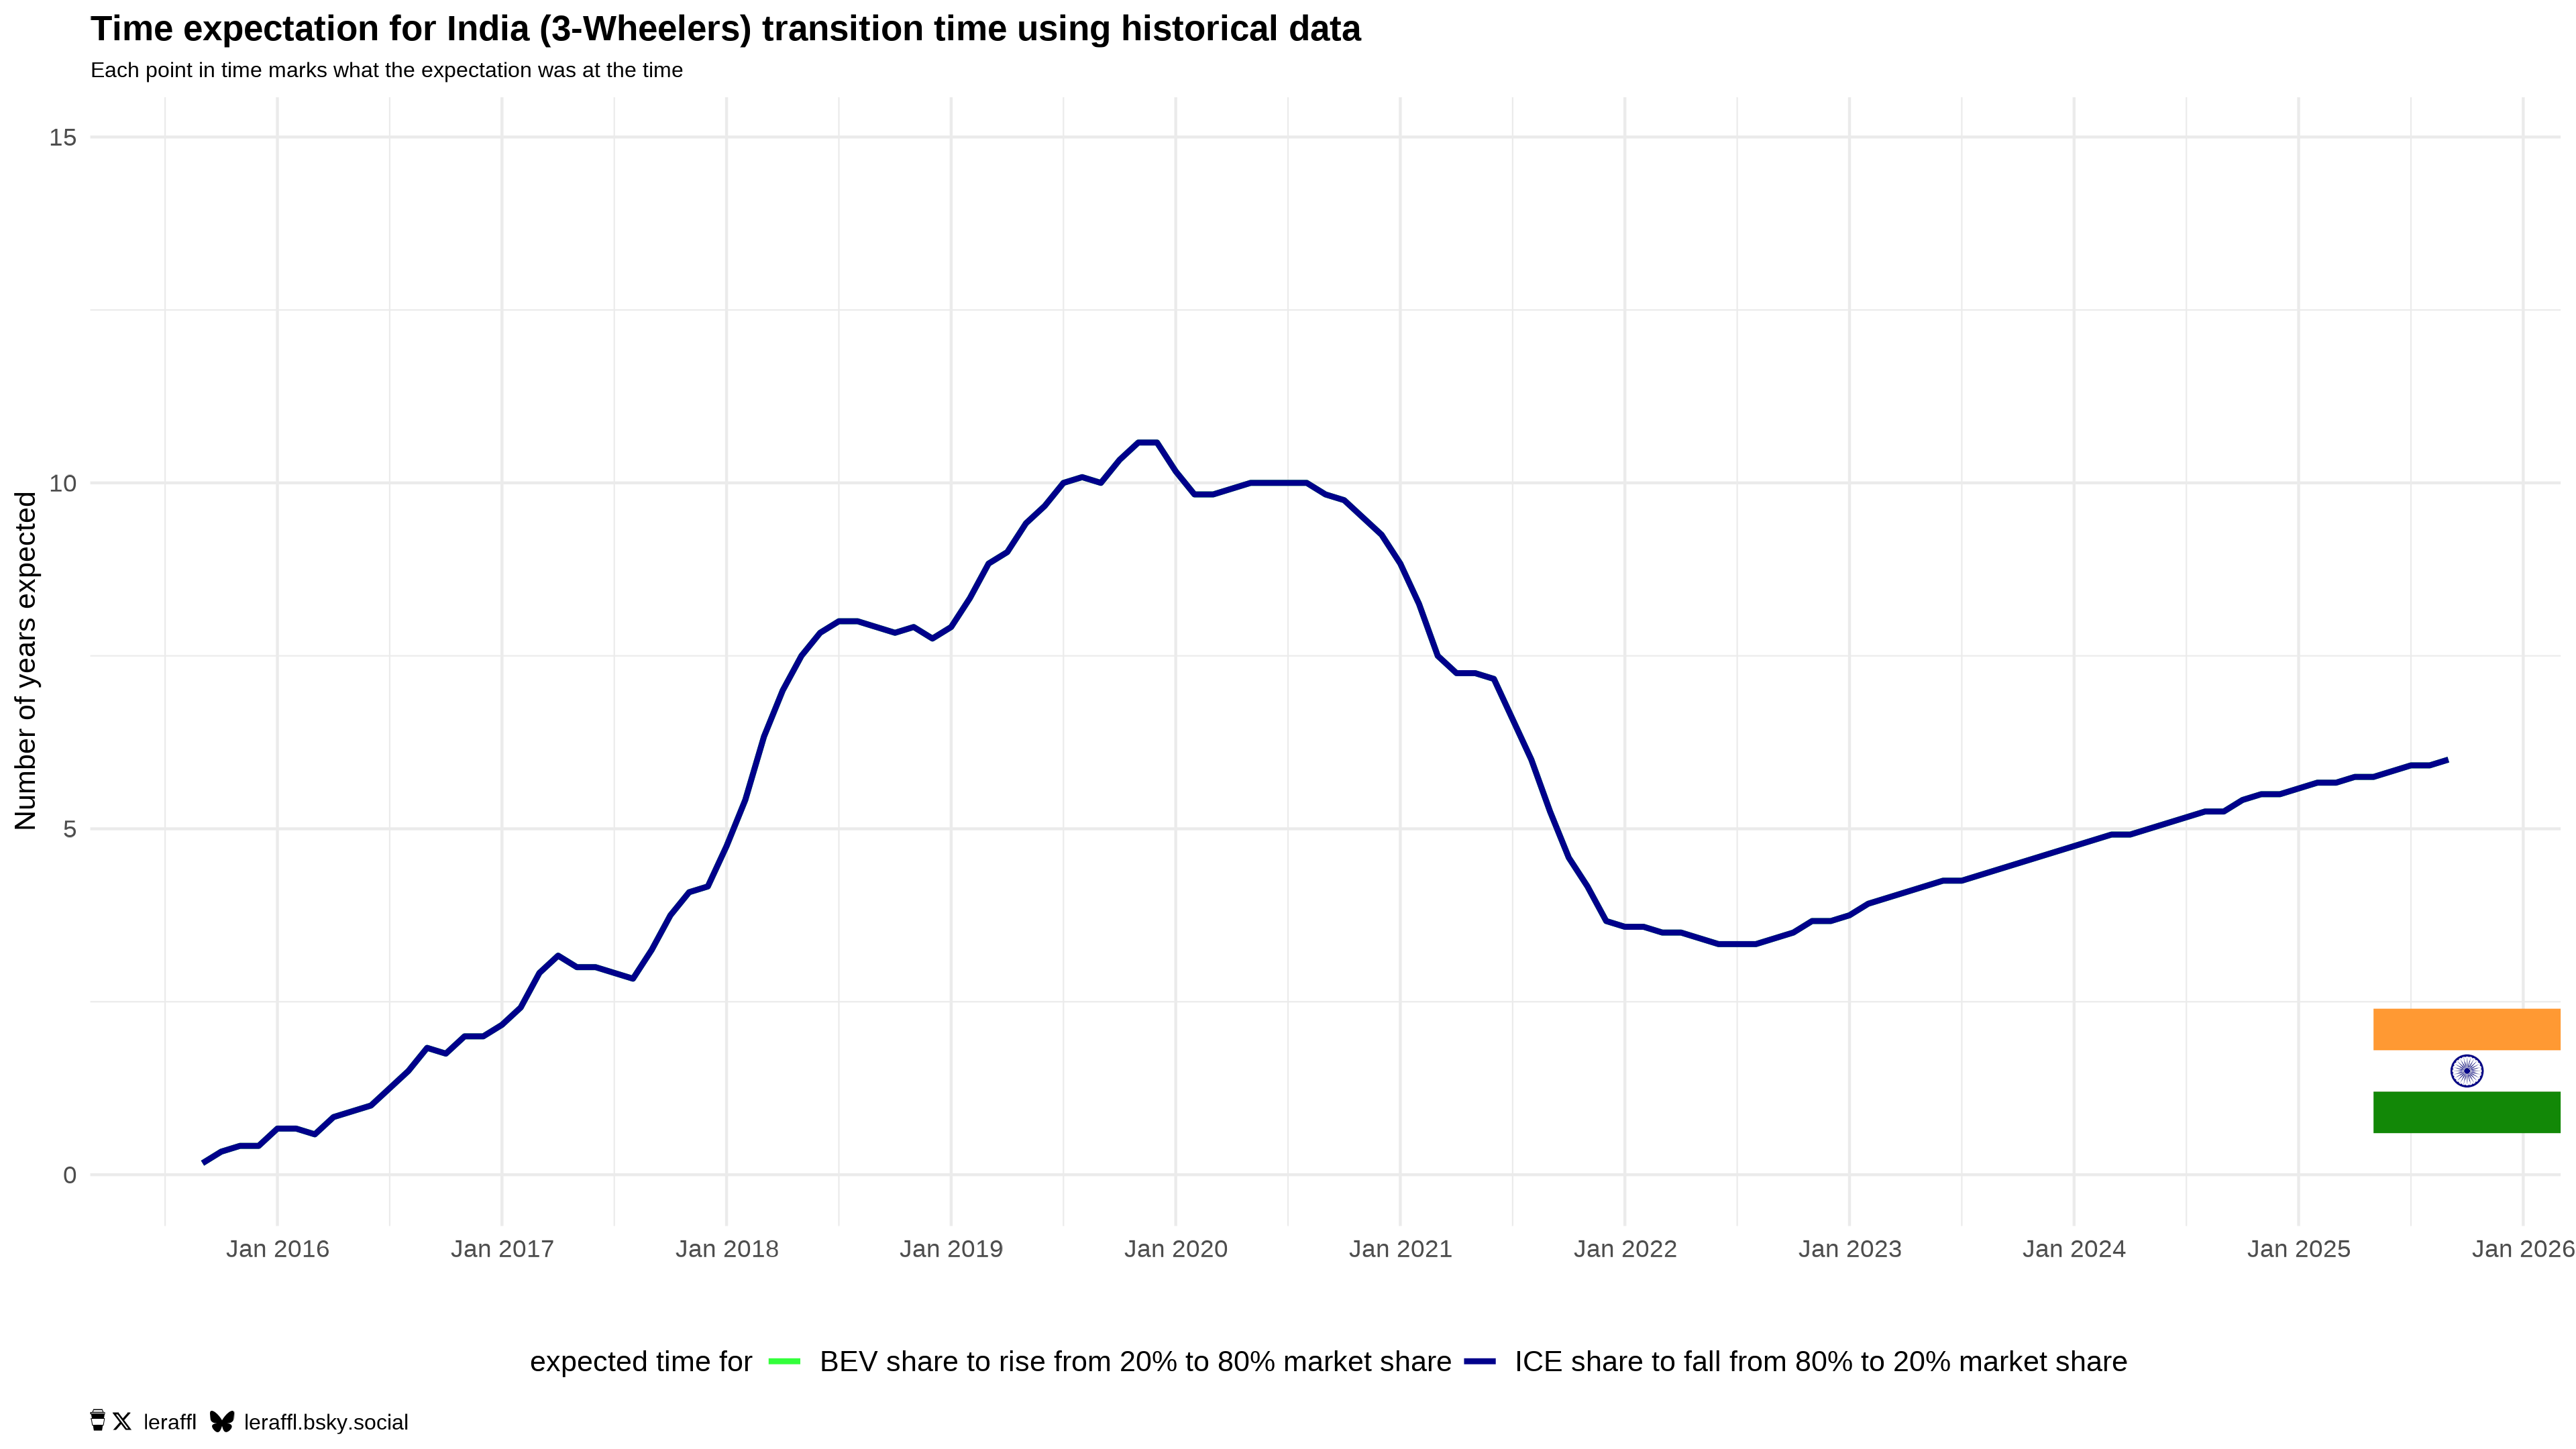 Time expectation for India (3-Wheelers) transition time using historical data
Each point in time marks what the expectation was at the time
Number of years expected
15
10
5
0
Jan 2016 Jan 2017 Jan 2018 Jan 2019 Jan 2020 Jan 2021 Jan 2022 Jan 2023 Jan 2024 Jan 2025 Jan 2026
expected time for BEV share to rise from 20% to 80% market share ICE share to fall from 80% to 20% market share
leraffl leraffl.bsky.social